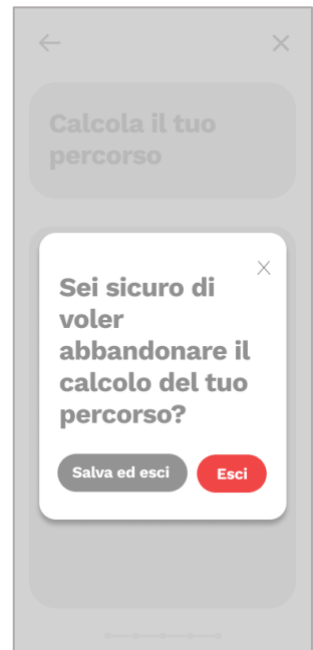 Calcola il tuo
percorso
Sei sicuro di
voler
abbandonare il
calcolo del tuo
percorso?
Salva ed esci
Esci